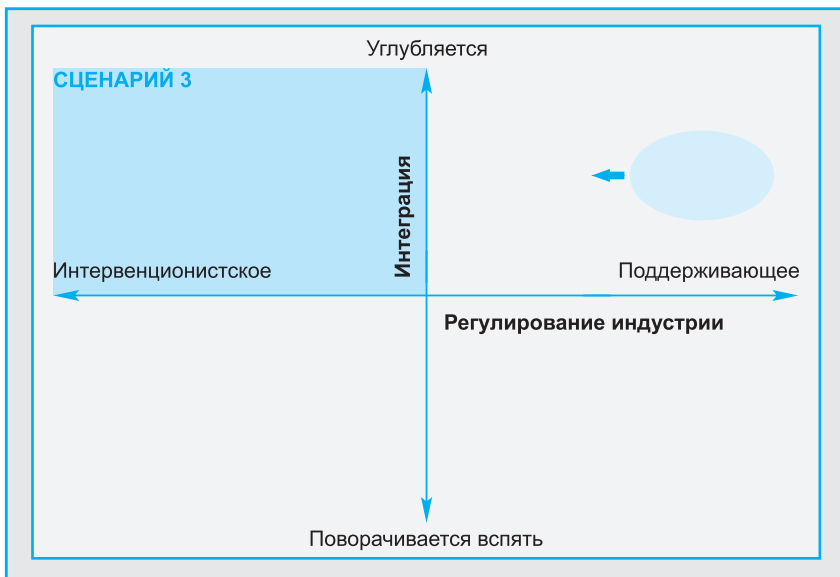 Углубляется
СЦЕНАРИЙ 3
Интеграция
Интервенционистское
Поддерживающее
Регулирование индустрии
Поворачивается вспять